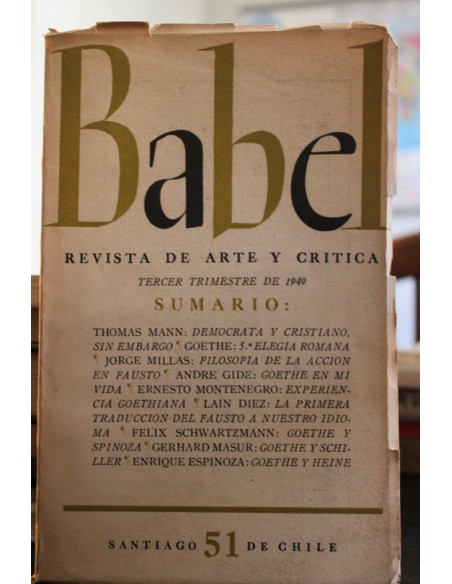 Babel
REVISTA DE ARTE Y CRITICA
TERCER TRIMESTRE DE 1949
SUMARIO:
THOMAS MANN: DEMOCRATA Y CRISTIANO,
SIN EMBARGO ¶ GOETHE: 5.ª ELEGIA ROMANA
¶ JORGE MILLAS: FILOSOFIA DE LA ACCION
EN FAUSTO ¶ ANDRE GIDE: GOETHE EN MI
VIDA ¶ ERNESTO MONTENEGRO: EXPERIEN-
CIA GOETHIANA ¶ LAIN DIEZ: LA PRIMERA
TRADUCCION DEL FAUSTO A NUESTRO IDIO-
MA ¶ FELIX SCHWARTZMANN: GOETHE Y
SPINOZA ¶ GERHARD MASUR: GOETHE Y SCHI-
LLER ¶ ENRIQUE ESPINOZA: GOETHE Y HEINE
SANTIAGO 51 DE CHILE